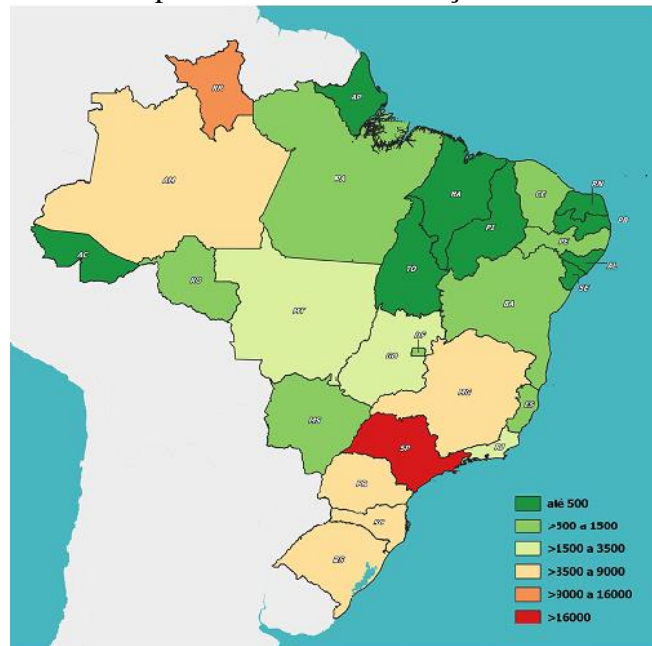 RR
AP
AM
PA
MA
CE
RN
PB
PI
PE
AL
AC
TO
SE
RO
BA
MT
DF
GO
MG
MS
ES
SP
RJ
PR
SC
RS
até 500
>500 a 1500
>1500 a 3500
>3500 a 9000
>9000 a 16000
>16000